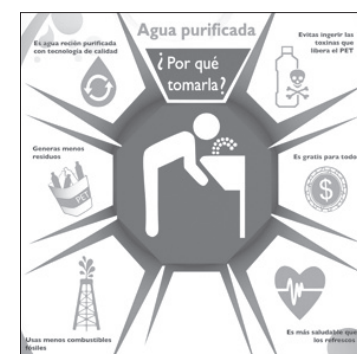 Agua purificada
¿Por qué
tomarla?
Es agua recién purificada
con tecnología de calidad
Evitas ingerir las
toxinas que
libera el PET
Generas menos
residuos
PET
Es gratis para todos
$
Usas menos combustibles
fósiles
Es más saludable que
los refrescos